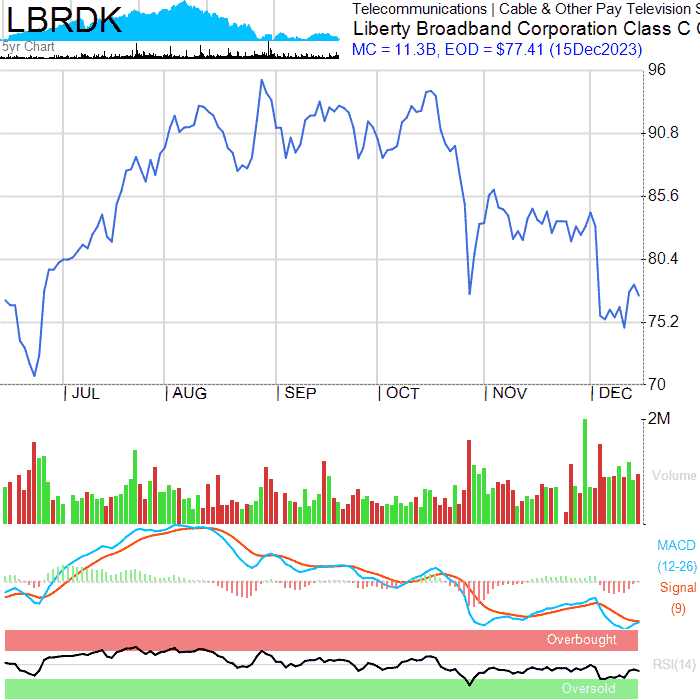 LBRDK
5yr Chart
Telecommunications | Cable & Other Pay Television S
Liberty Broadband Corporation Class C
MC = 11.3B, EOD = $77.41 (15Dec2023)
96
90.8
85.6
80.4
75.2
70
JUL AUG SEP OCT NOV DEC
2M
Volume
MACD
(12-26)
Signal
(9)
Overbought
RSI(14)
Oversold